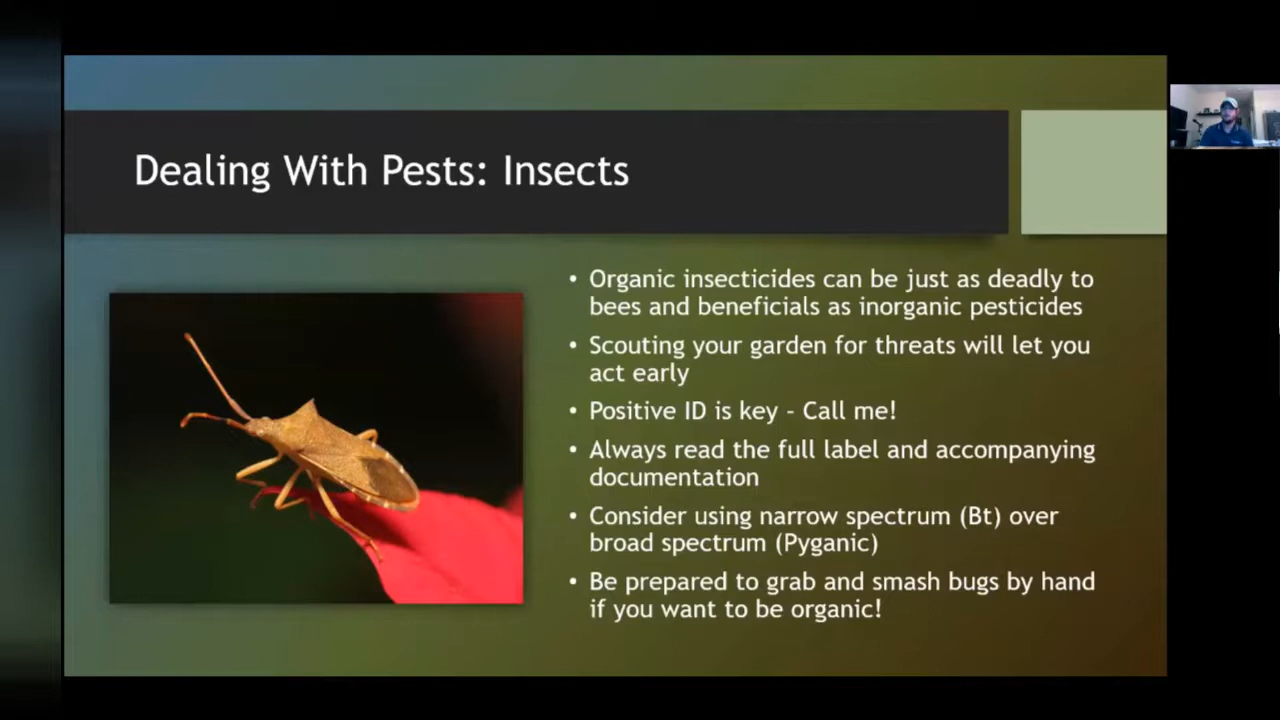 Dealing With Pests: Insects
• Organic insecticides can be just as deadly to
bees and beneficials as inorganic pesticides
• Scouting your garden for threats will let you
act early
• Positive ID is key - Call me!
• Always read the full label and accompanying
documentation
• Consider using narrow spectrum (Bt) over
broad spectrum (Pyganic)
• Be prepared to grab and smash bugs by hand
if you want to be organic!